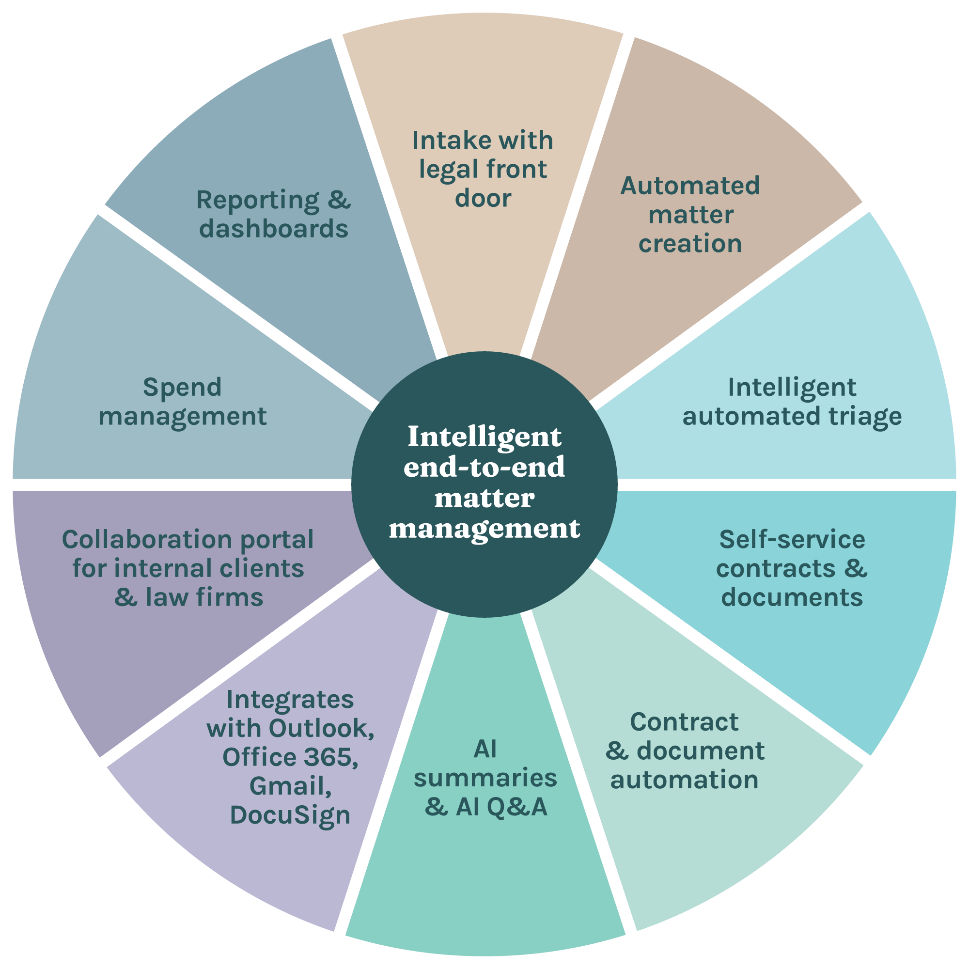 Intake with
legal front
door
Automated
matter
creation
Intelligent
automated triage
Self-service
contracts &
documents
Contract
& document
automation
AI
summaries
& AI Q&A
Integrates
with Outlook,
Office 365,
Gmail,
DocuSign
Collaboration portal
for internal clients
& law firms
Spend
management
Reporting &
dashboards
Intelligent
end-to-end
matter
management